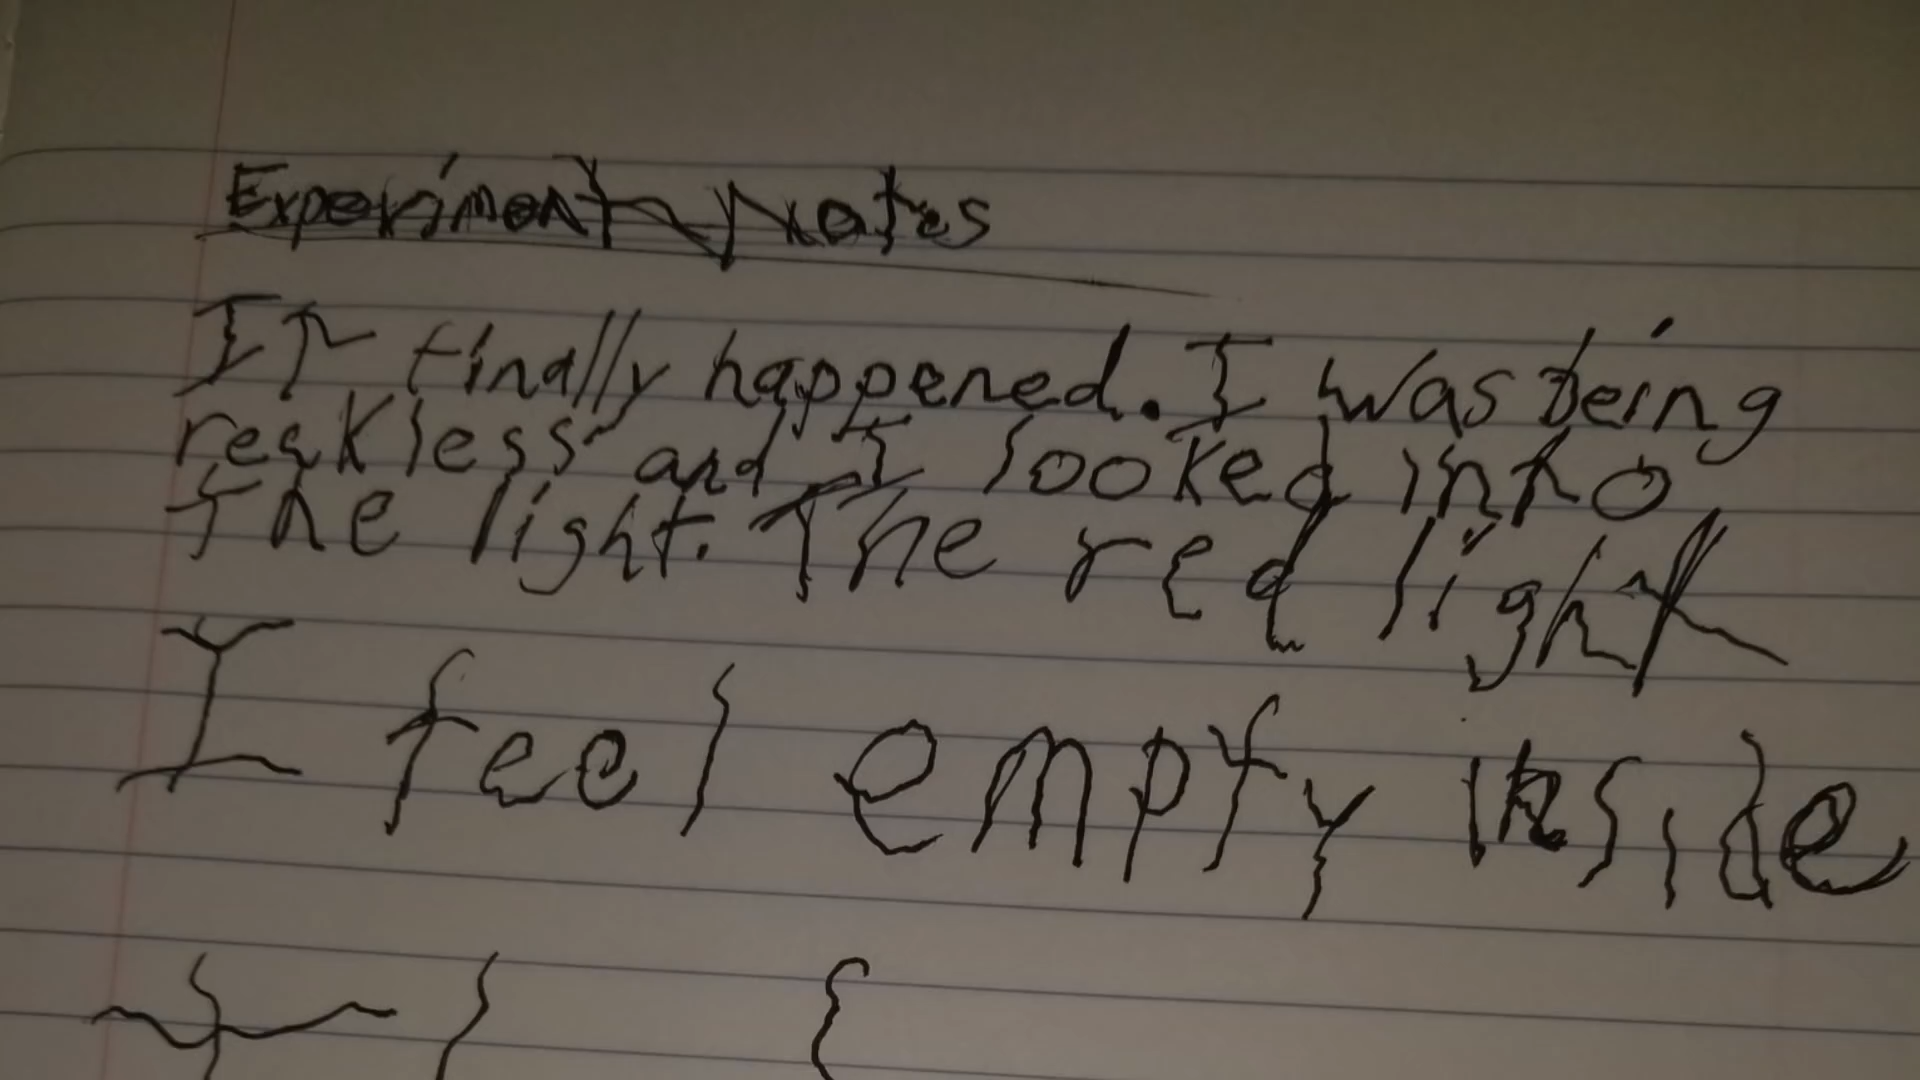 Experiment Notes
It finally happened. I was being
reckless and I looked into
the light. The red light
I feel empty inside